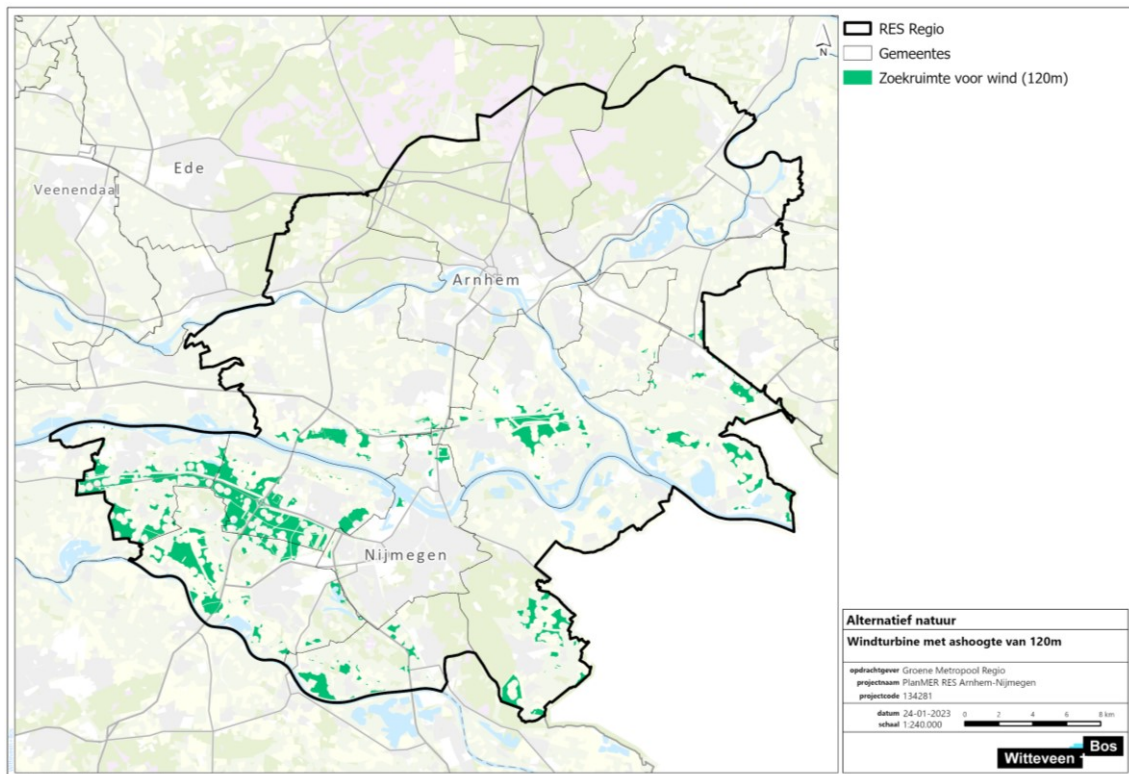 RES Regio
Gemeentes
Zoekruimte voor wind (120m)
N
Ede
Veenendaal
Arnhem
Nijmegen
Alternatief natuur
Windturbine met ashoogte van 120m
opdrachtgever Groene Metropool Regio
projectnaam PlanMER RES Arnhem-Nijmegen
projectcode 134281
datum 24-01-2023
schaal 1:240.000
0 2 4 6 8 km
Witteveen + Bos